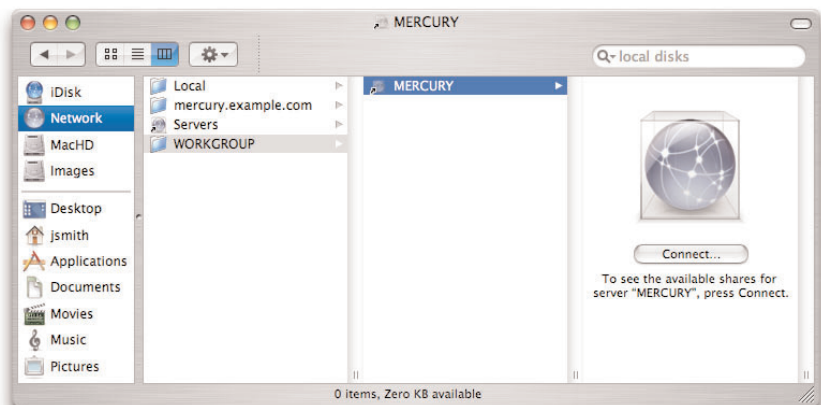 MERCURY
local disks
iDisk
Network
MacHD
Images
Desktop
jsmith
Applications
Documents
Movies
Music
Pictures
Local
mercury.example.com
Servers
WORKGROUP
MERCURY
Connect...
To see the available shares for
server "MERCURY", press Connect.
0 items, Zero KB available